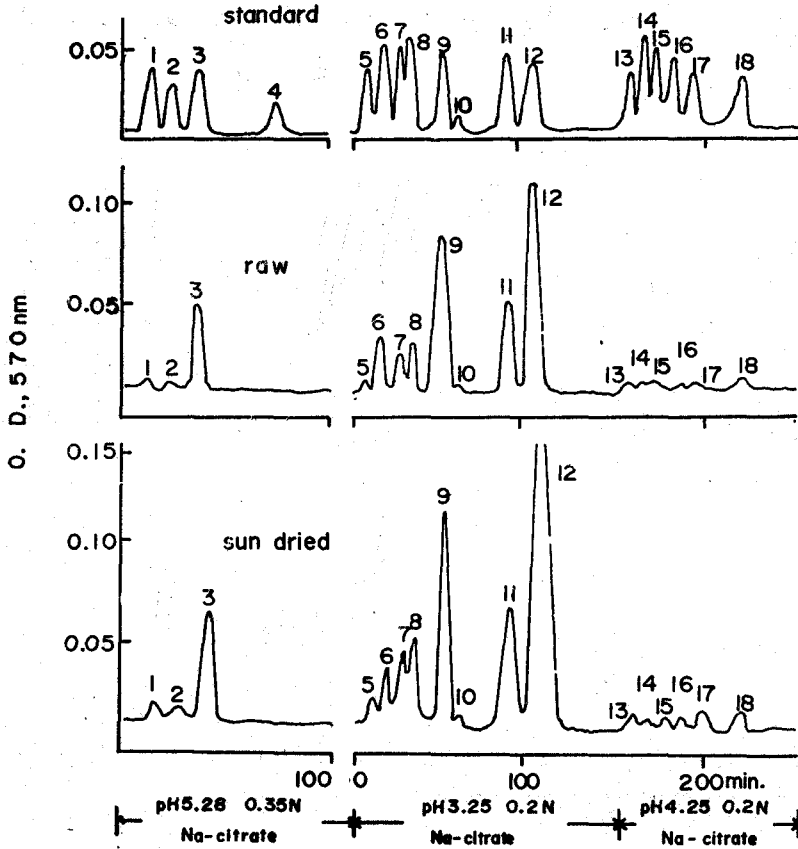 standard
0.05
1 2 3 4 5 6 7 8 9 10 11 12 13 14 15 16 17 18
raw
0.10
0.05
1 2 3 5 6 7 8 9 10 11 12 13 14 15 16 17 18
O. D., 570nm
sun dried
0.15
0.10
0.05
1 2 3 5 6 7 8 9 10 11 12 13 14 15 16 17 18
100 0 100 200min.
pH5.28 0.35N pH3.25 0.2N pH4.25 0.2N
Na-citrate Na-citrate Na-citrate